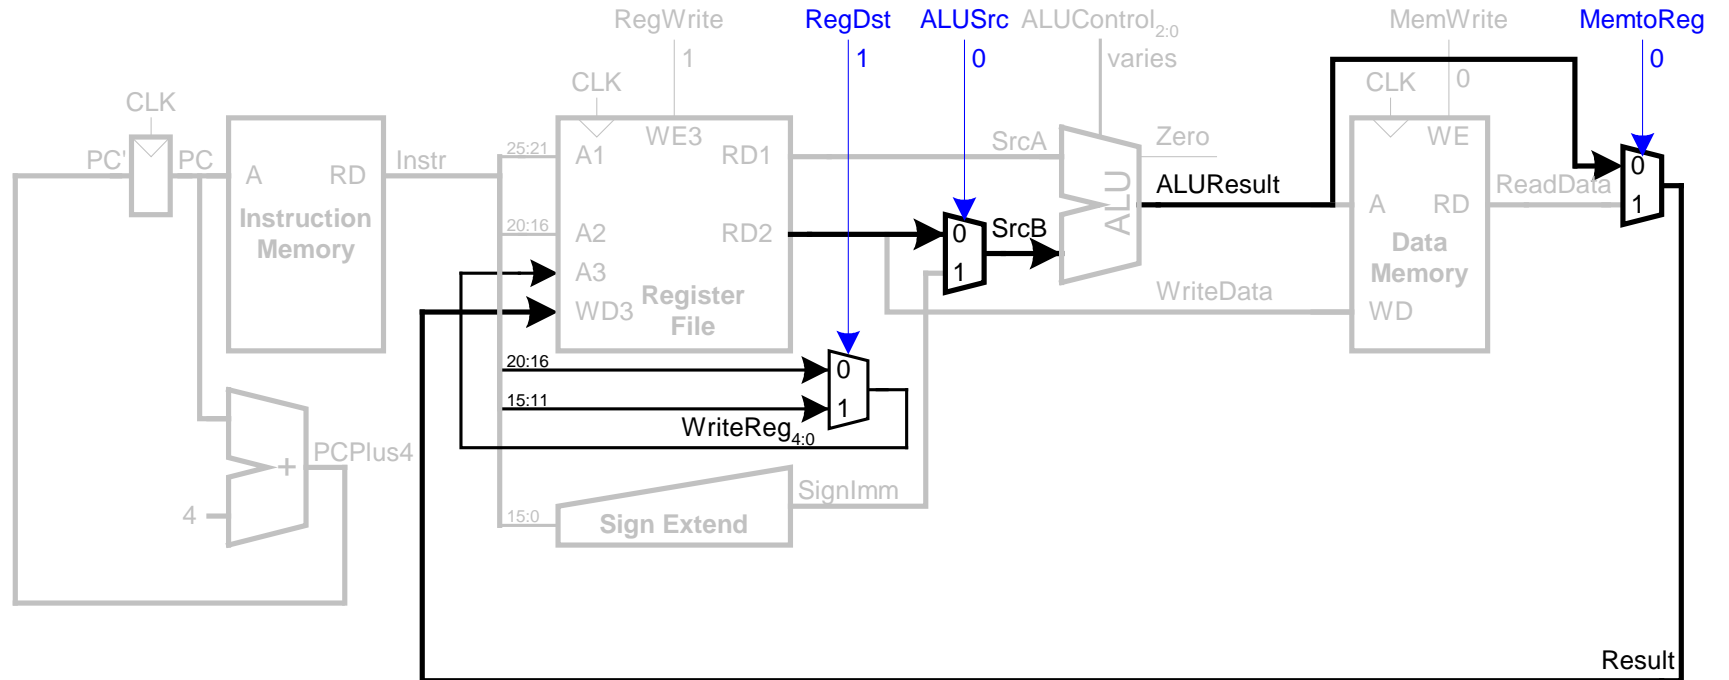 RegWrite RegDst ALUSrc ALUControl2:0 MemWrite MemtoReg
1 1 0 varies 0 0
CLK CLK CLK
WE3 WE
PC' PC Instr 25:21 A1 RD1 SrcA Zero 0
A RD ALU ALUResult ReadData
Instruction
Memory
20:16 A2 RD2 0 SrcB A RD 1
A3 1 Data
Memory
Register
File
WD3 WriteData WD
20:16 0
15:11 1
WriteReg4:0
PCPlus4
+
4
SignImm
15:0 Sign Extend
Result